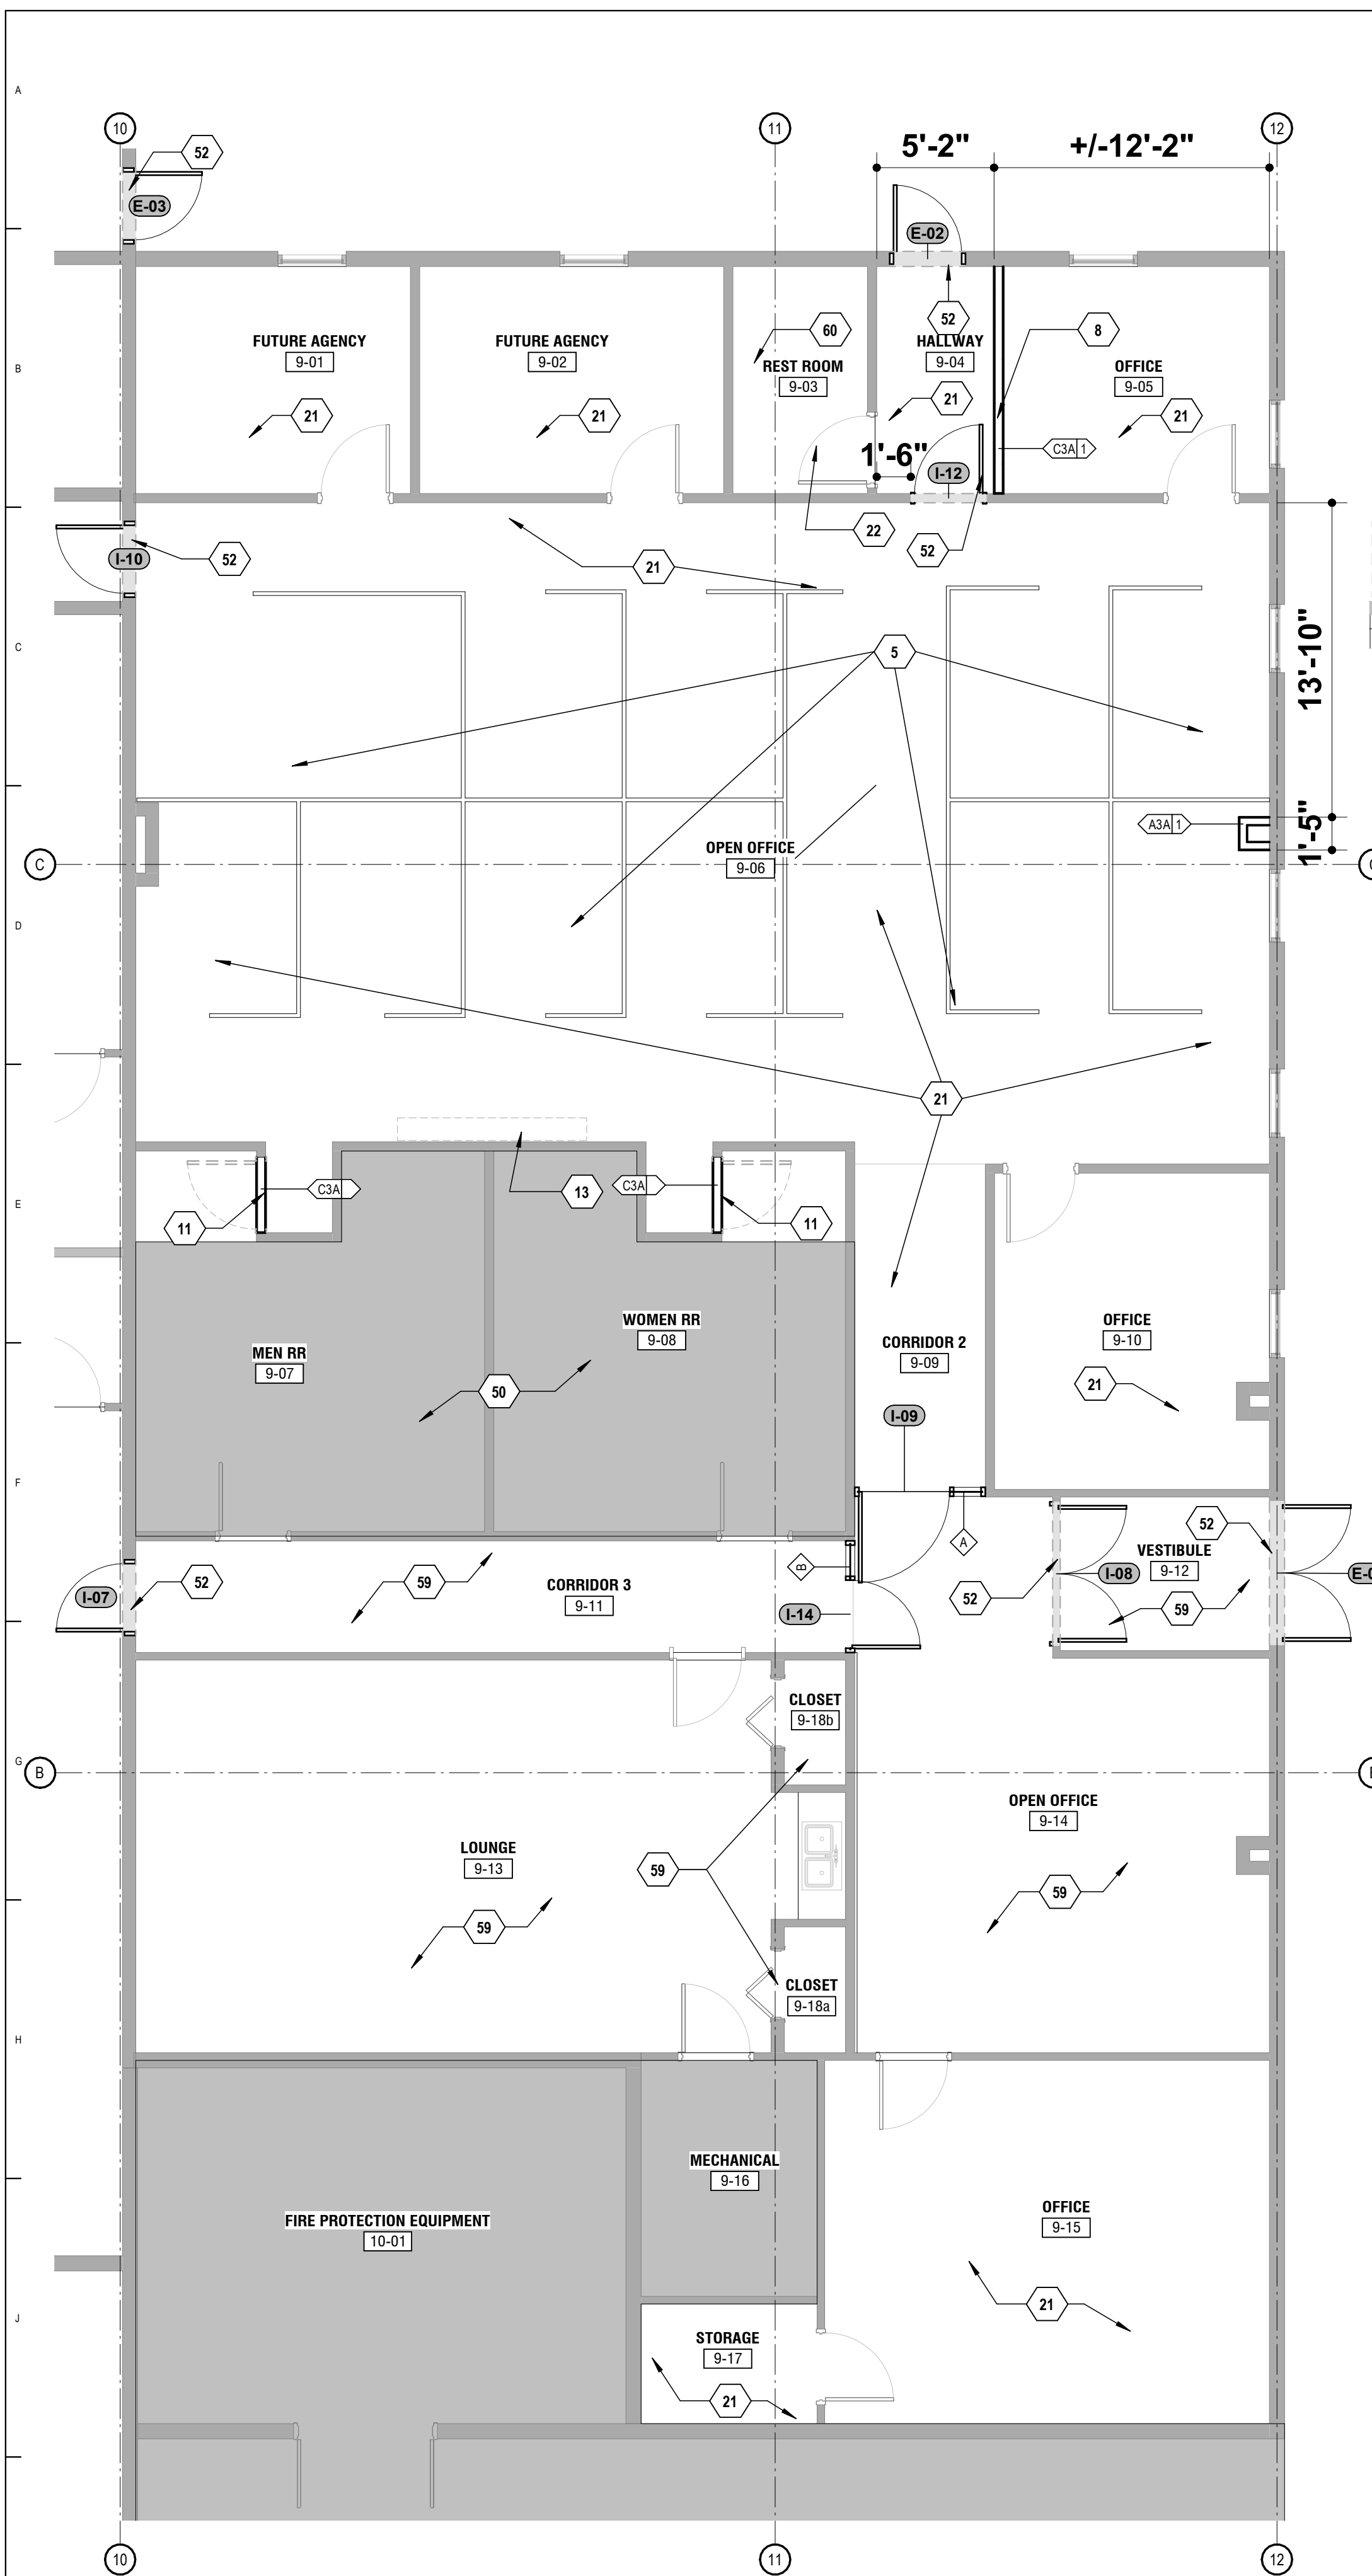 A
10
11
12
5'-2"
+/-12'-2"
52
E-03
E-02
52
B
FUTURE AGENCY
9-01
FUTURE AGENCY
9-02
60
REST ROOM
9-03
HALLWAY
9-04
8
OFFICE
9-05
21
21
21
21
1'-6"
C3A 1
I-12
22
52
I-10
52
21
C
5
13'-10"
A3A 1
1'-5"
OPEN OFFICE
9-06
C
D
21
E
C3A
13
C3A
11
11
MEN RR
9-07
WOMEN RR
9-08
50
CORRIDOR 2
9-09
OFFICE
9-10
21
I-09
F
A
52
VESTIBULE
9-12
I-08
59
52
B
I-07
52
59
CORRIDOR 3
9-11
I-14
CLOSET
9-18b
G
B
OPEN OFFICE
9-14
LOUNGE
9-13
59
59
59
CLOSET
9-18a
H
MECHANICAL
9-16
FIRE PROTECTION EQUIPMENT
10-01
OFFICE
9-15
21
J
STORAGE
9-17
21
10
11
12